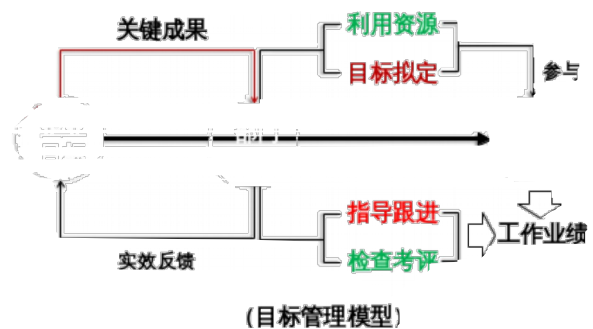 关键成果
利用资源
目标拟定
参与
指导跟进
工作业绩
检查考评
实效反馈
(目标管理模型)